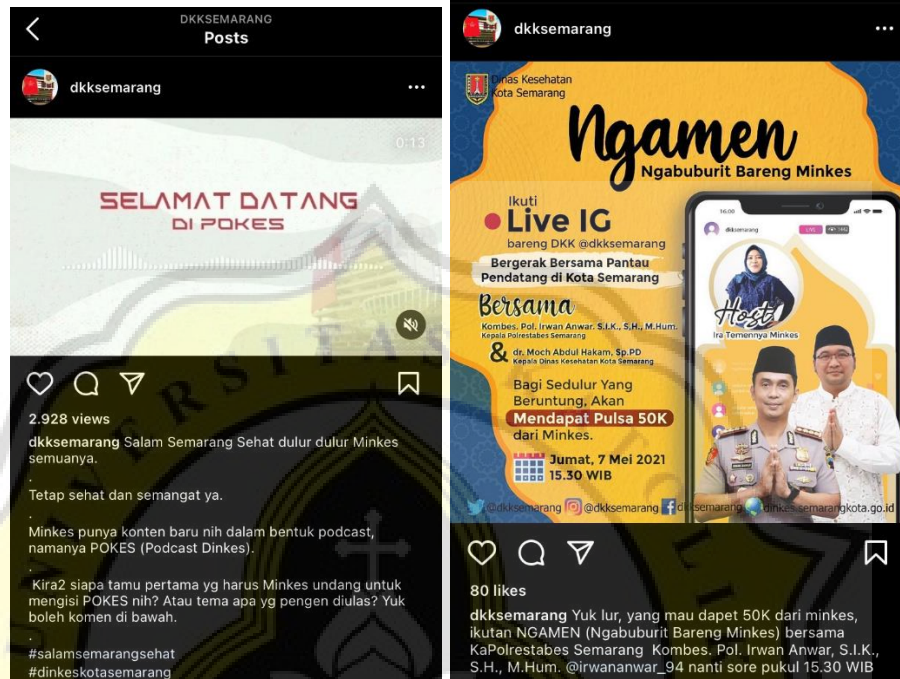 DKKSEMARANG
Posts
dkksemarang
0:13
SELAMAT DATANG
DI POKES
2.928 views
dkksemarang Salam Semarang Sehat dulur dulur Minkes
semuanya.
.
Tetap sehat dan semangat ya.
.
Minkes punya konten baru nih dalam bentuk podcast,
namanya POKES (Podcast Dinkes).
.
Kira2 siapa tamu pertama yg harus Minkes undang untuk
mengisi POKES nih? Atau tema apa yg pengen diulas? Yuk
boleh komen di bawah.
.
#salamsemarangsehat
#dinkeskotasemarang
dkksemarang
Dinas Kesehatan
Kota Semarang
Ngamen
Ngabuburit Bareng Minkes
Ikuti
Live IG
bareng DKK @dkksemarang
Bergerak Bersama Pantau
Pendatang di Kota Semarang
Bersama
Kombes. Pol. Irwan Anwar, S.I.K., S.H., M.Hum.
Kepala Polrestabes Semarang
& dr. Moch Abdul Hakam, Sp.PD
Kepala Dinas Kesehatan Kota Semarang
Bagi Sedulur Yang
Beruntung, Akan
Mendapat Pulsa 50K
dari Minkes.
Jumat, 7 Mei 2021
15.30 WIB
16.00
dkksemarang
LIVE
Host
Ira Temennya Minkes
@dkksemarang @dkksemarang dkksemarang dinkes.semarangkota.go.id
80 likes
dkksemarang Yuk lur, yang mau dapet 50K dari minkes,
ikutan NGAMEN (Ngabuburit Bareng Minkes) bersama
KaPolrestabes Semarang Kombes. Pol. Irwan Anwar, S.I.K.,
S.H., M.Hum. @irwananwar_94 nanti sore pukul 15.30 WIB
UNIVERSITAS